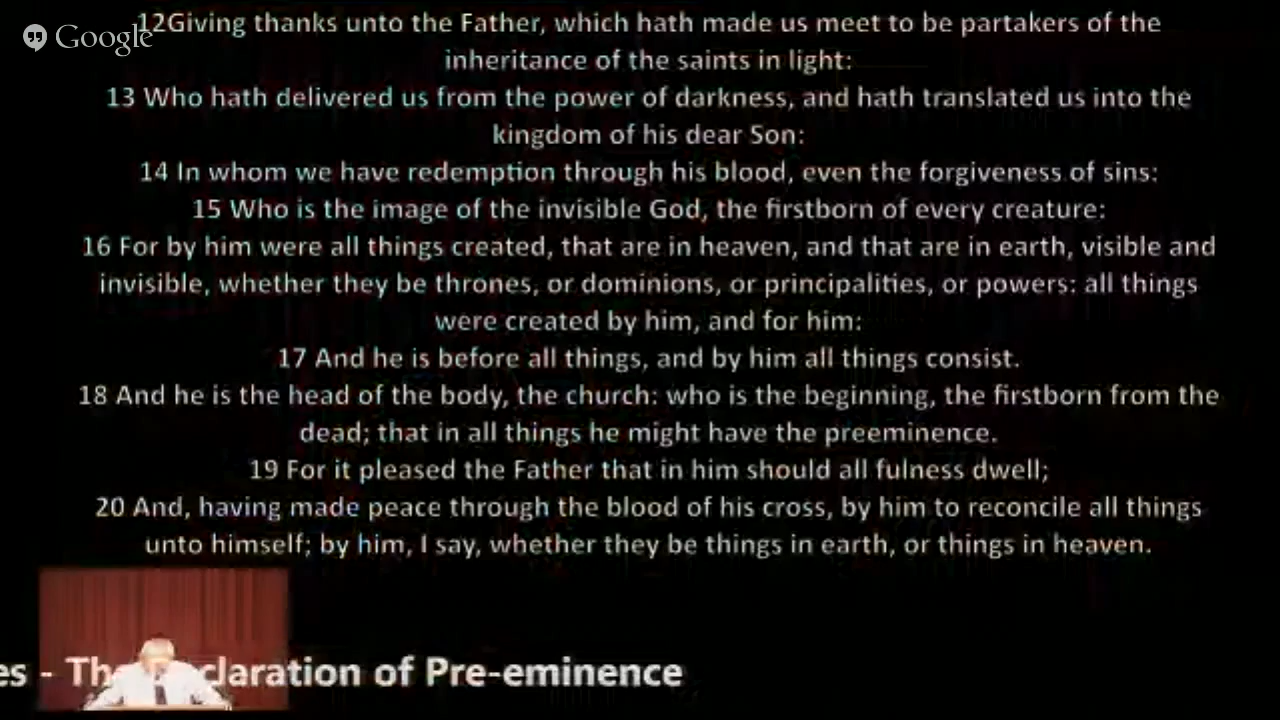 Google
12Giving thanks unto the Father, which hath made us meet to be partakers of the
inheritance of the saints in light:
13 Who hath delivered us from the power of darkness, and hath translated us into the
kingdom of his dear Son:
14 In whom we have redemption through his blood, even the forgiveness of sins:
15 Who is the image of the invisible God, the firstborn of every creature:
16 For by him were all things created, that are in heaven, and that are in earth, visible and
invisible, whether they be thrones, or dominions, or principalities, or powers: all things
were created by him, and for him:
17 And he is before all things, and by him all things consist.
18 And he is the head of the body, the church: who is the beginning, the firstborn from the
dead; that in all things he might have the preeminence.
19 For it pleased the Father that in him should all fulness dwell;
20 And, having made peace through the blood of his cross, by him to reconcile all things
unto himself; by him, I say, whether they be things in earth, or things in heaven.
es - The Declaration of Pre-eminence